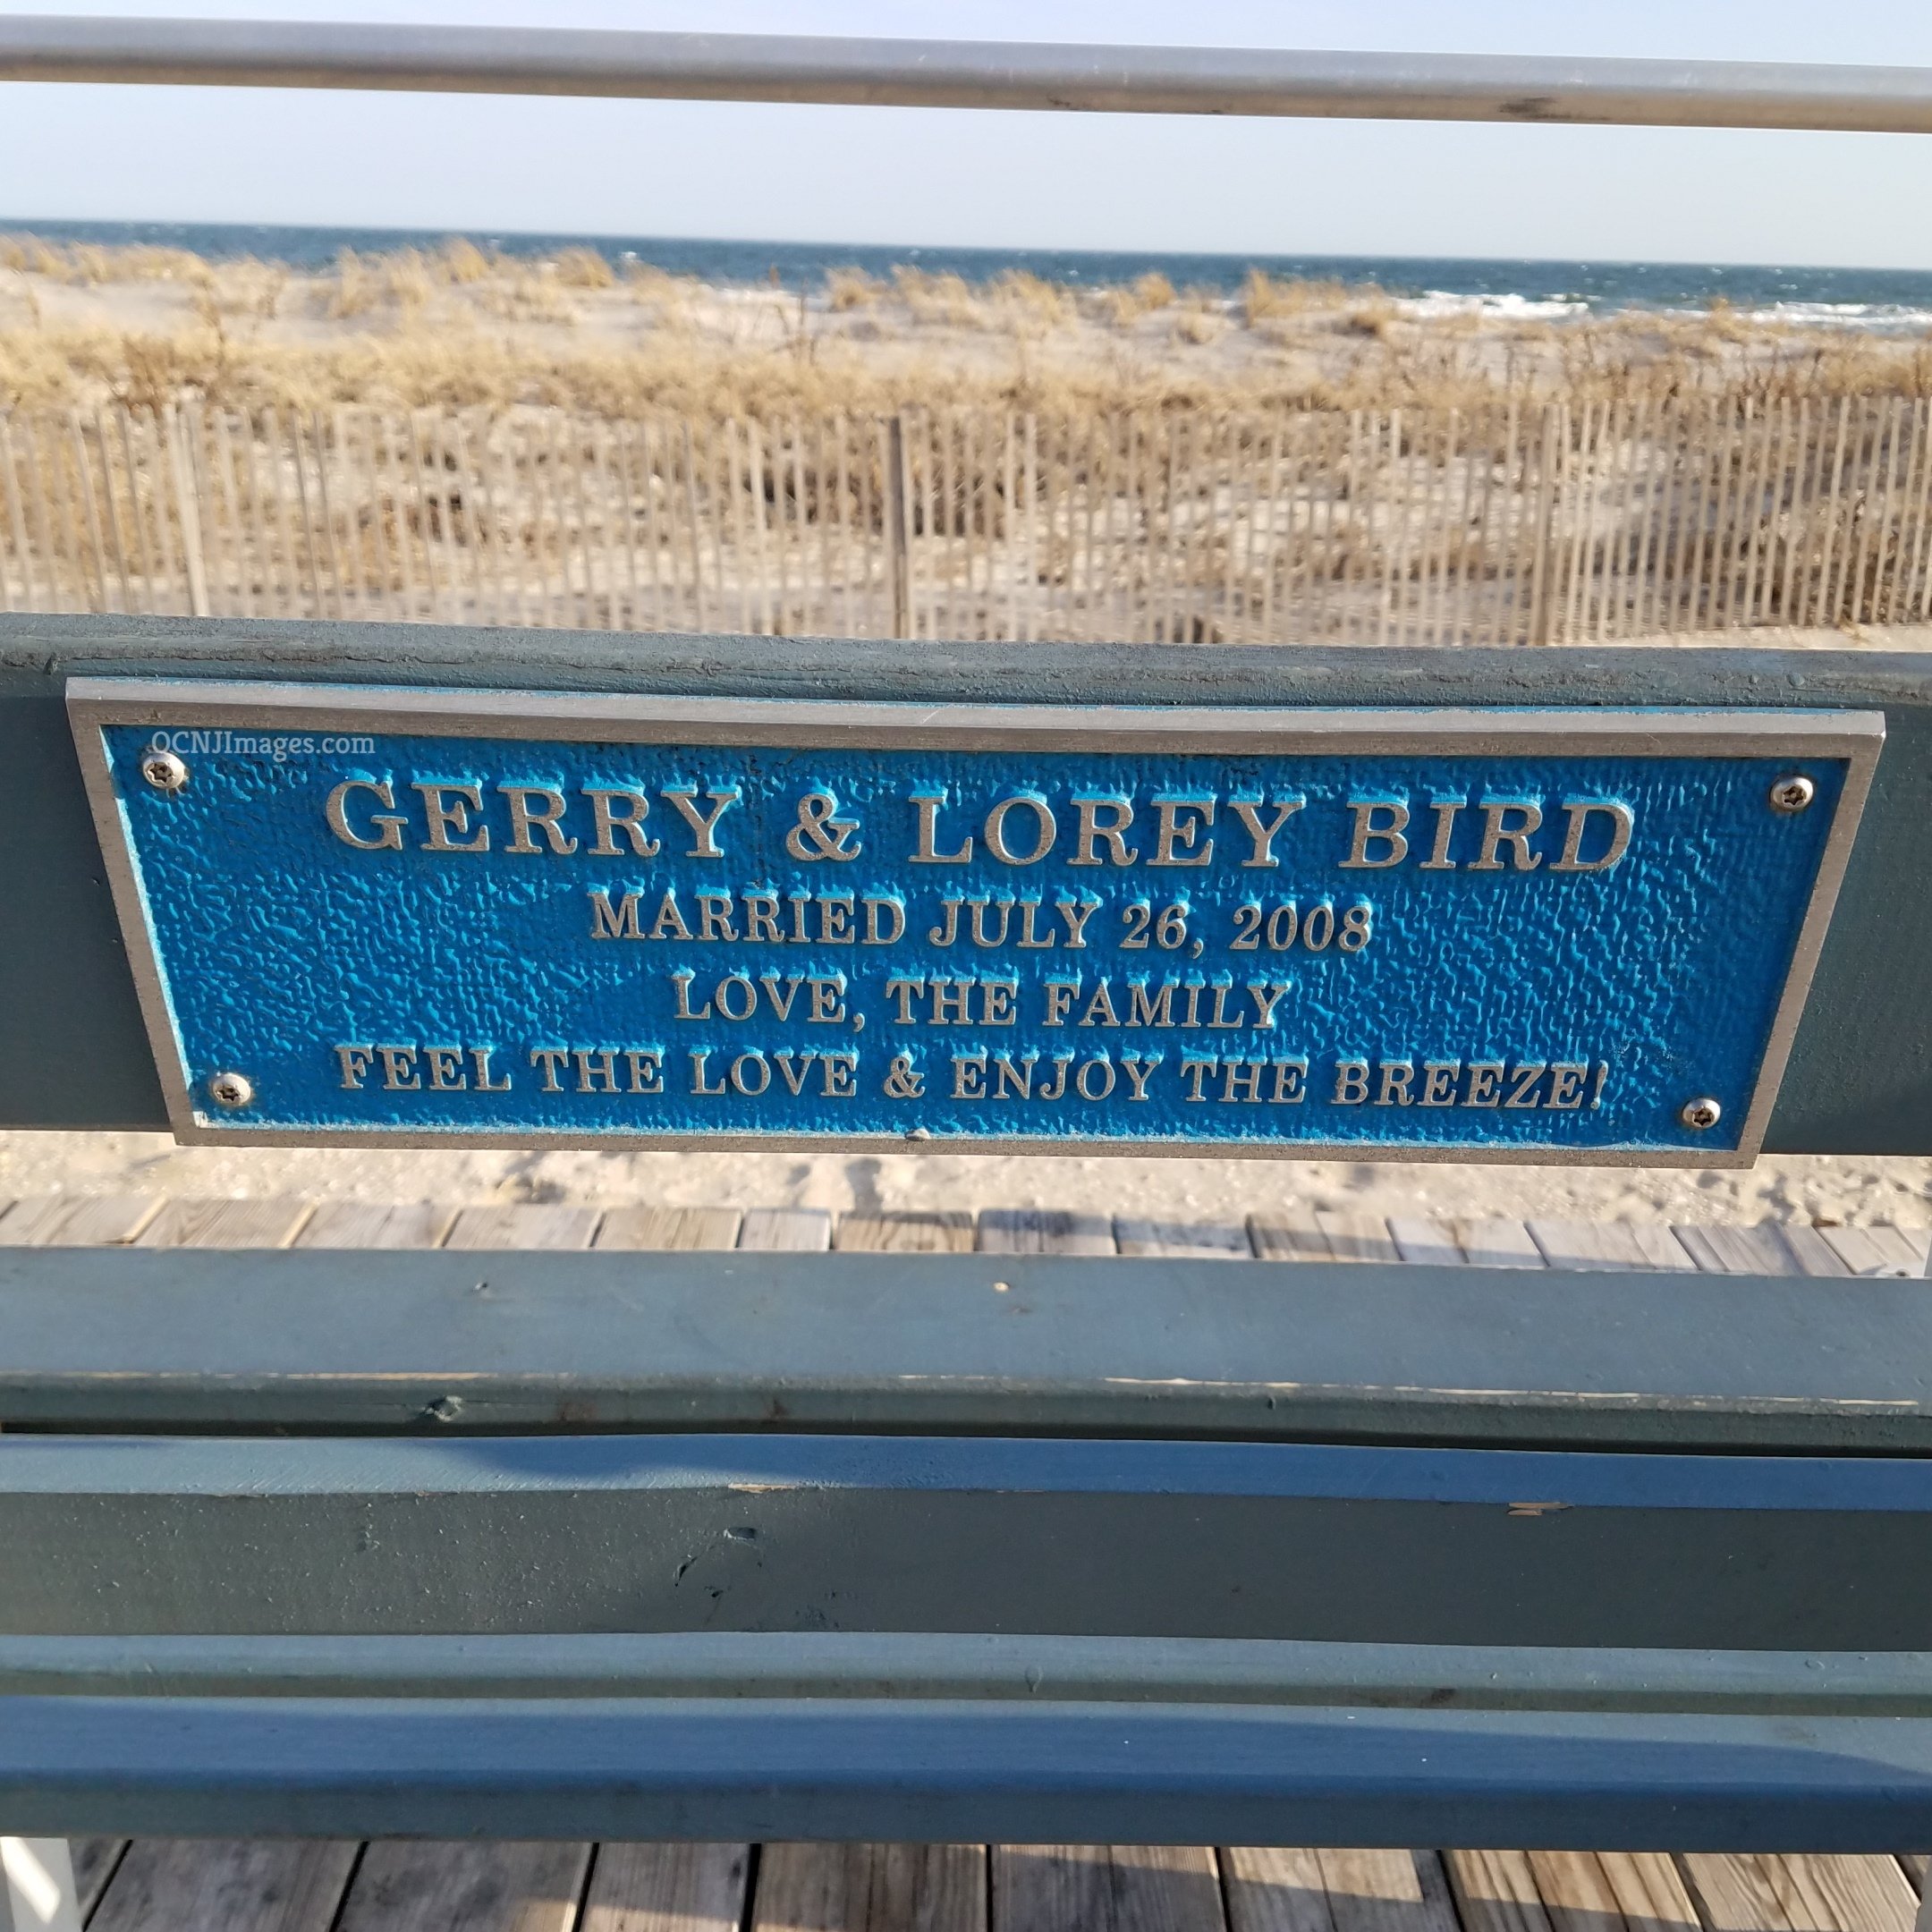 OCNJImages.com
GERRY & LOREY BIRD
MARRIED JULY 26, 2008
LOVE, THE FAMILY
FEEL THE LOVE & ENJOY THE BREEZE!